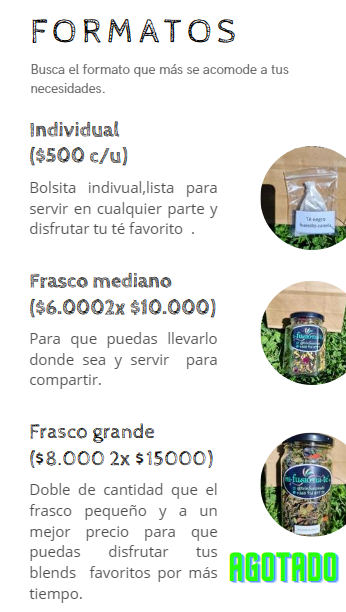 FORMATOS
Busca el formato que más se acomode a tus
necesidades.
Individual
($500 c/u)
Bolsita indivual,lista para
servir en cualquier parte y
disfrutar tu té favorito .
Té negro
Frasco mediano
($6.0002x $10.000)
Para que puedas llevarlo
donde sea y servir para
compartir.
Frasco grande
($8.000 2x $15000)
Doble de cantidad que el
frasco pequeño y a un
mejor precio para que
puedas disfrutar tus
blends favoritos por más
tiempo.
AGOTADO